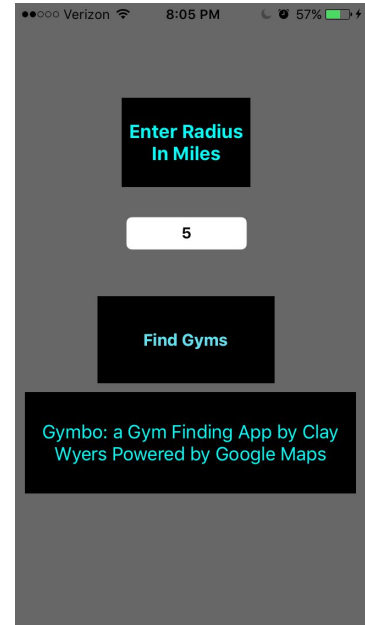 Verizon 8:05 PM 57%
Enter Radius
In Miles
5
Find Gyms
Gymbo: a Gym Finding App by Clay
Wyers Powered by Google Maps